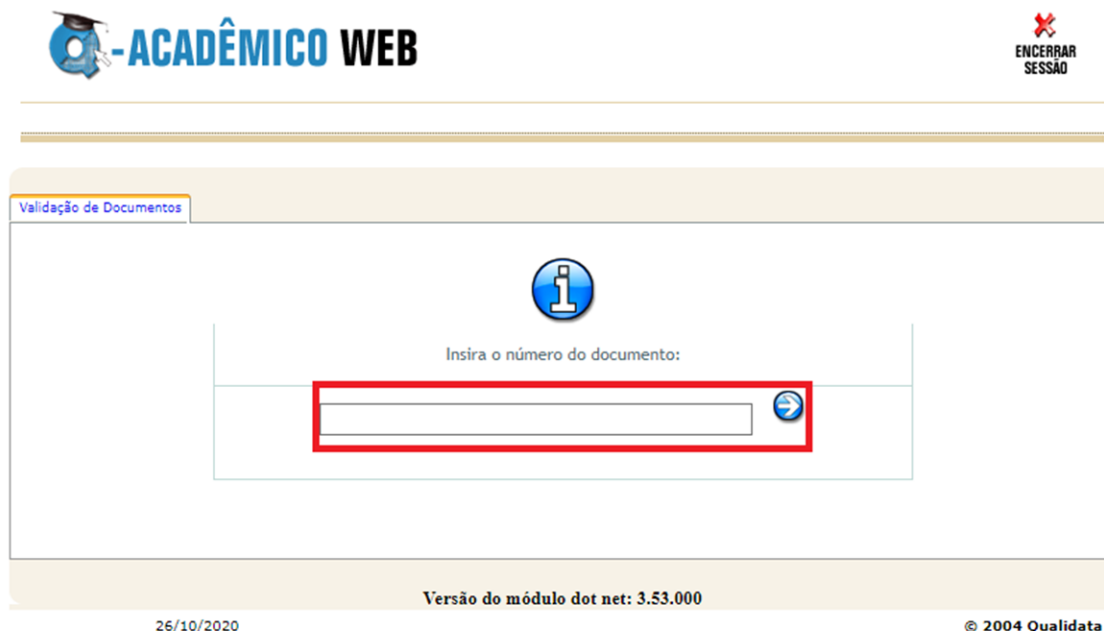 Q-ACADÊMICO WEB
ENCERRAR
SESSÃO
Validação de Documentos
Insira o número do documento:
Versão do módulo dot net: 3.53.000
26/10/2020
© 2004 Qualidata